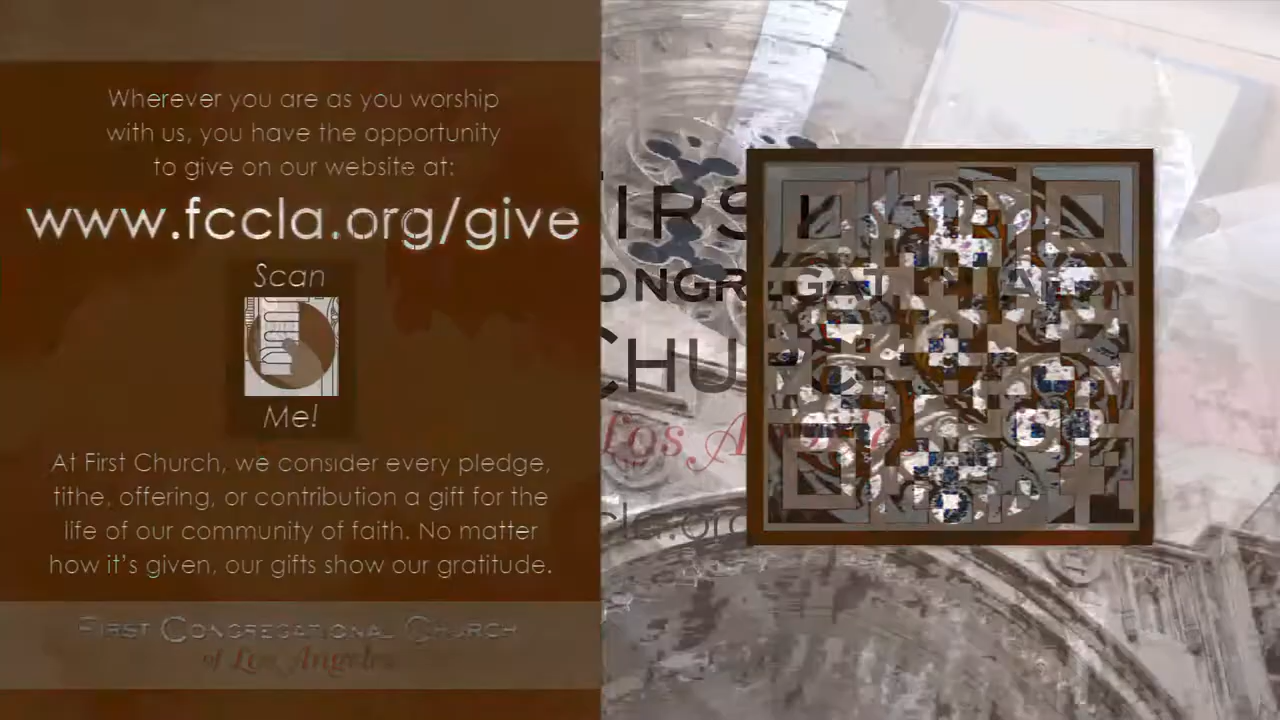 Wherever you are as you worship
with us, you have the opportunity
to give on our website at:
www.fccla.org/give
Scan
Me!
At First Church, we consider every pledge,
tithe, offering, or contribution a gift for the
life of our community of faith. No matter
how it's given, our gifts show our gratitude.
First Congregational Church
of Los Angeles